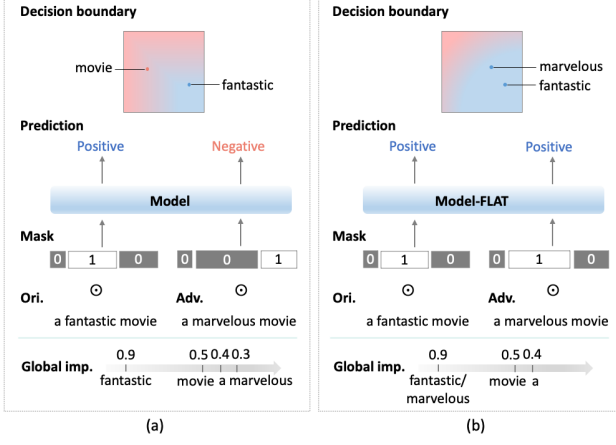 Decision boundary
movie
fantastic
Prediction
Positive Negative
Model
Mask
0 1 0 0 0 1
Ori. Adv.
a fantastic movie a marvelous movie
Global imp.
0.9 0.5 0.4 0.3
fantastic movie a marvelous
(a)
Decision boundary
marvelous
fantastic
Prediction
Positive Positive
Model-FLAT
Mask
0 1 0 0 1 0
Ori. Adv.
a fantastic movie a marvelous movie
Global imp.
0.9 0.5 0.4
fantastic/ movie a
marvelous
(b)